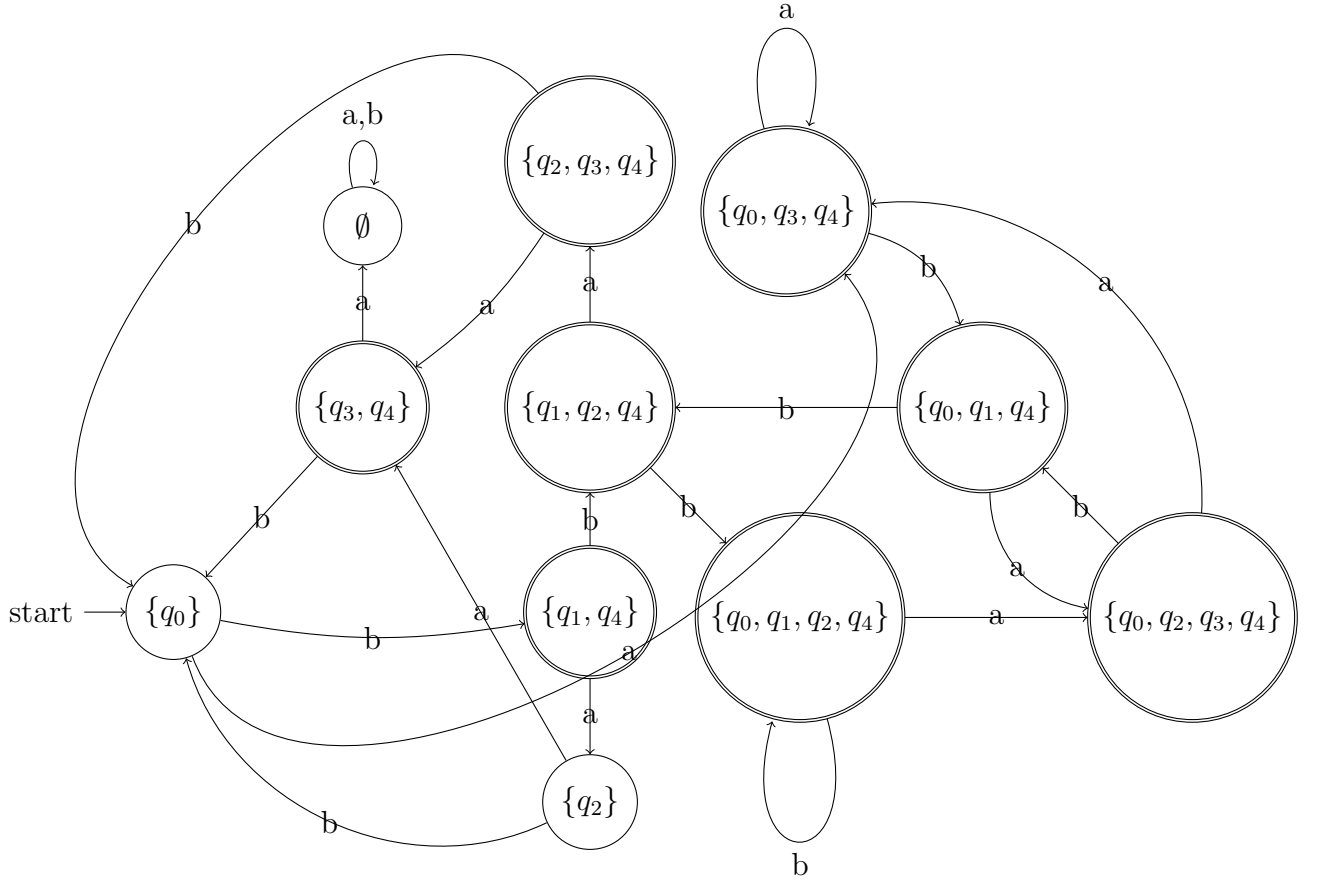 a
a,b
{q₂, q₃, q₄}
{q₀, q₃, q₄}
∅
b
b
a
a
a
a
{q₃, q₄}
{q₁, q₂, q₄}
b
{q₀, q₁, q₄}
b
b
b
b
a
start
{q₀}
b
{q₁, q₄}
a
{q₀, q₁, q₂, q₄}
a
{q₀, q₂, q₃, q₄}
a
a
{q₂}
b
b